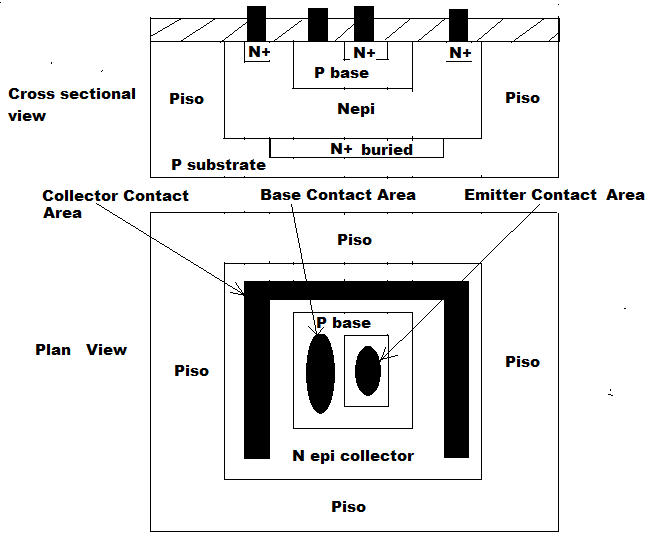 N+
N+
N+
P base
Cross sectional
view
Piso
Nepi
Piso
N+ buried
P substrate
Collector Contact
Area
Base Contact Area
Emitter Contact Area
Piso
P base
Plan View
Piso
Piso
N epi collector
Piso